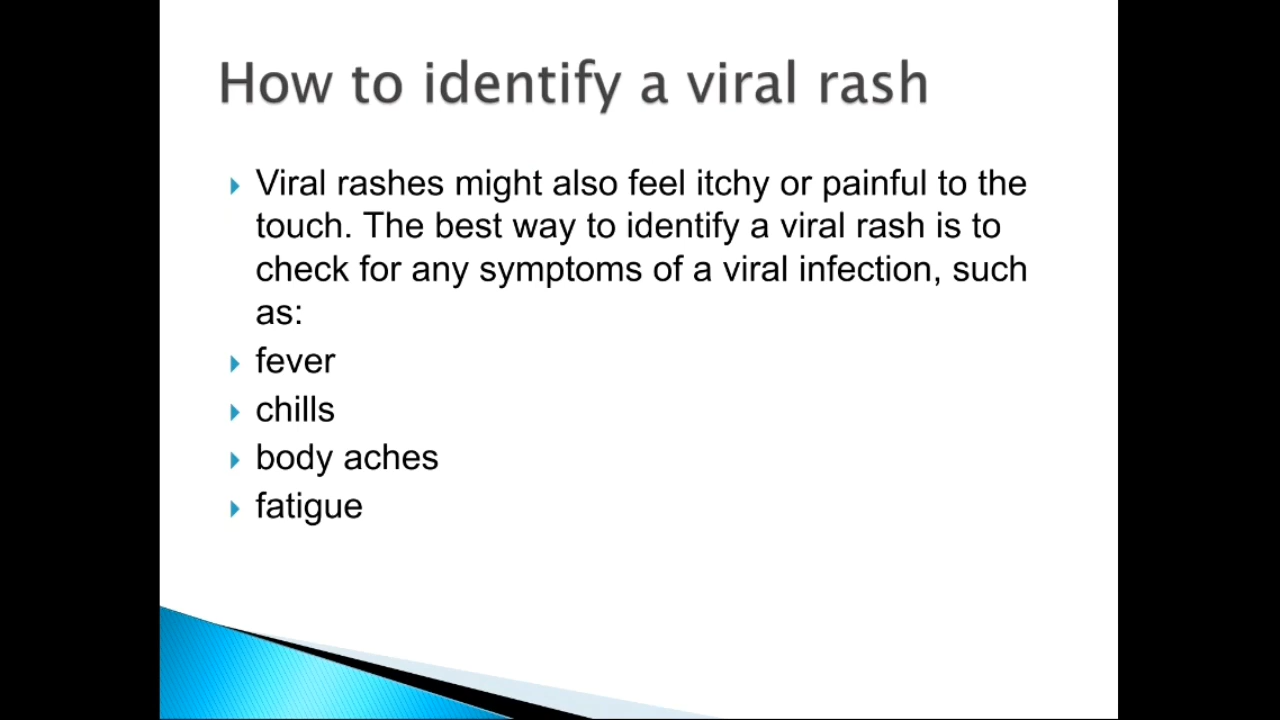 How to identify a viral rash
Viral rashes might also feel itchy or painful to the
touch. The best way to identify a viral rash is to
check for any symptoms of a viral infection, such
as:
fever
chills
body aches
fatigue